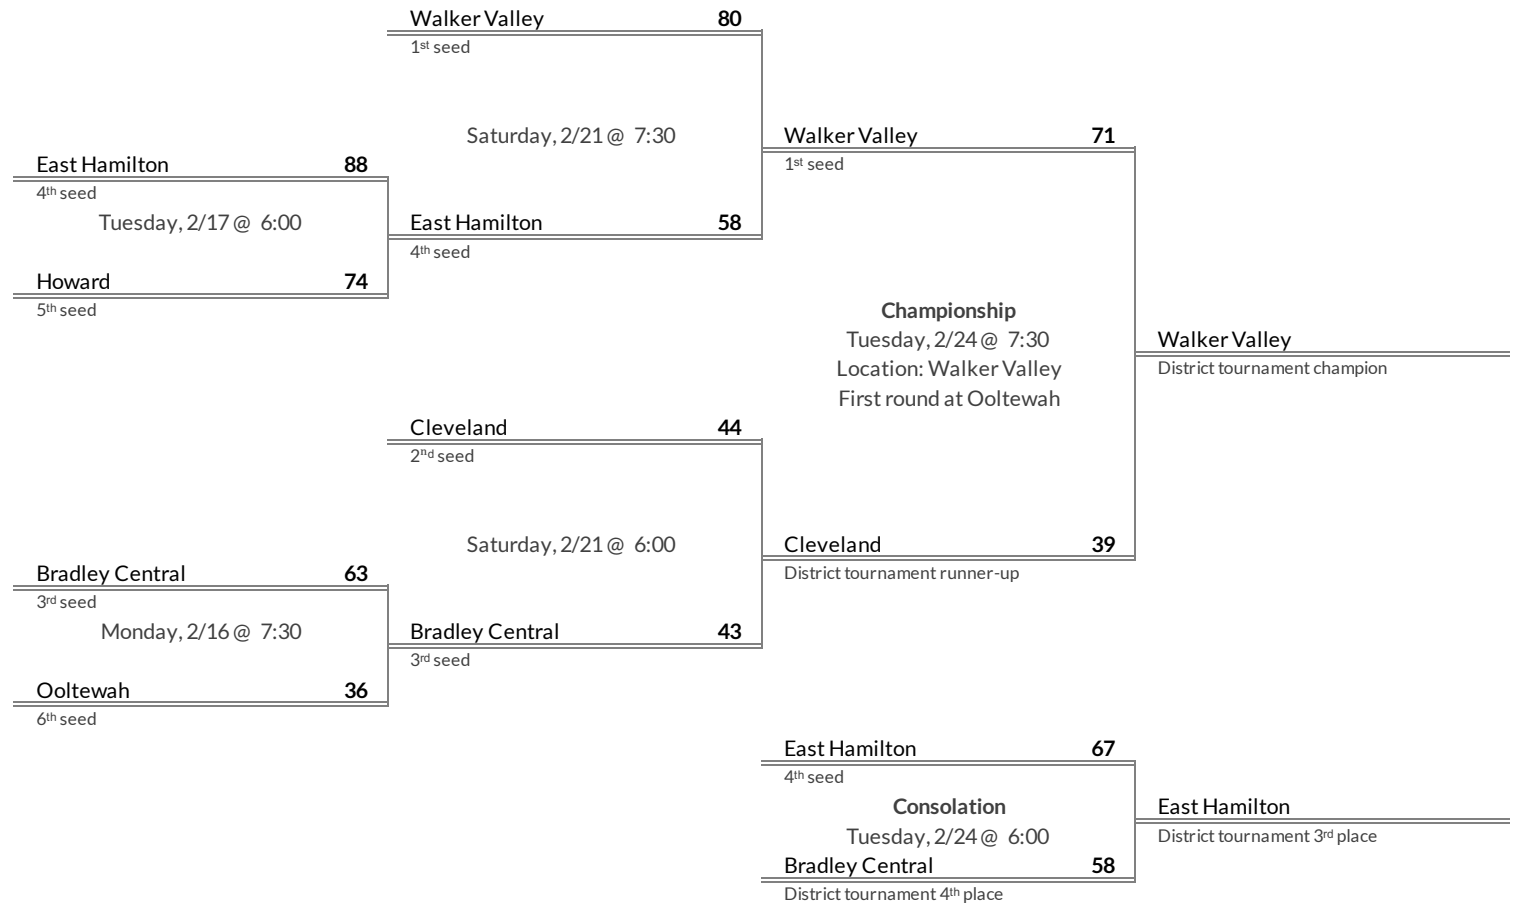 Walker Valley 80
1st seed
Saturday, 2/21 @ 7:30
East Hamilton 88
4th seed
Tuesday, 2/17 @ 6:00
Howard 74
5th seed
East Hamilton 58
4th seed
Walker Valley 71
1st seed
Championship
Tuesday, 2/24 @ 7:30
Location: Walker Valley
First round at Ooltewah
Walker Valley
District tournament champion
Cleveland 44
2nd seed
Saturday, 2/21 @ 6:00
Bradley Central 63
3rd seed
Monday, 2/16 @ 7:30
Ooltewah 36
6th seed
Bradley Central 43
3rd seed
Cleveland 39
District tournament runner-up
East Hamilton 67
4th seed
Consolation
Tuesday, 2/24 @ 6:00
Bradley Central 58
District tournament 4th place
East Hamilton
District tournament 3rd place